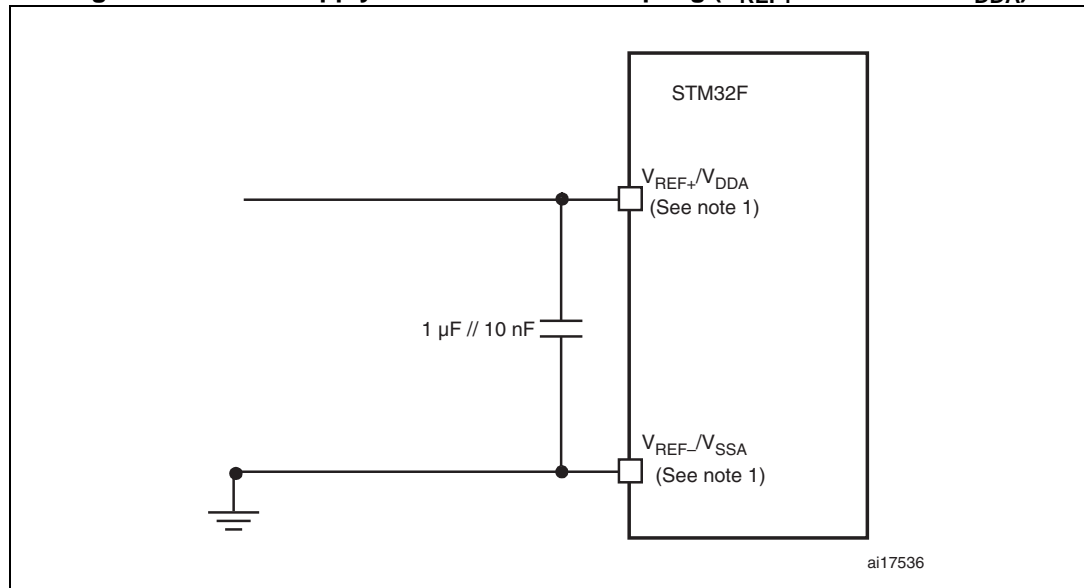 STM32F
VREF+/VDDA
(See note 1)
1 µF // 10 nF
VREF–/VSSA
(See note 1)
ai17536